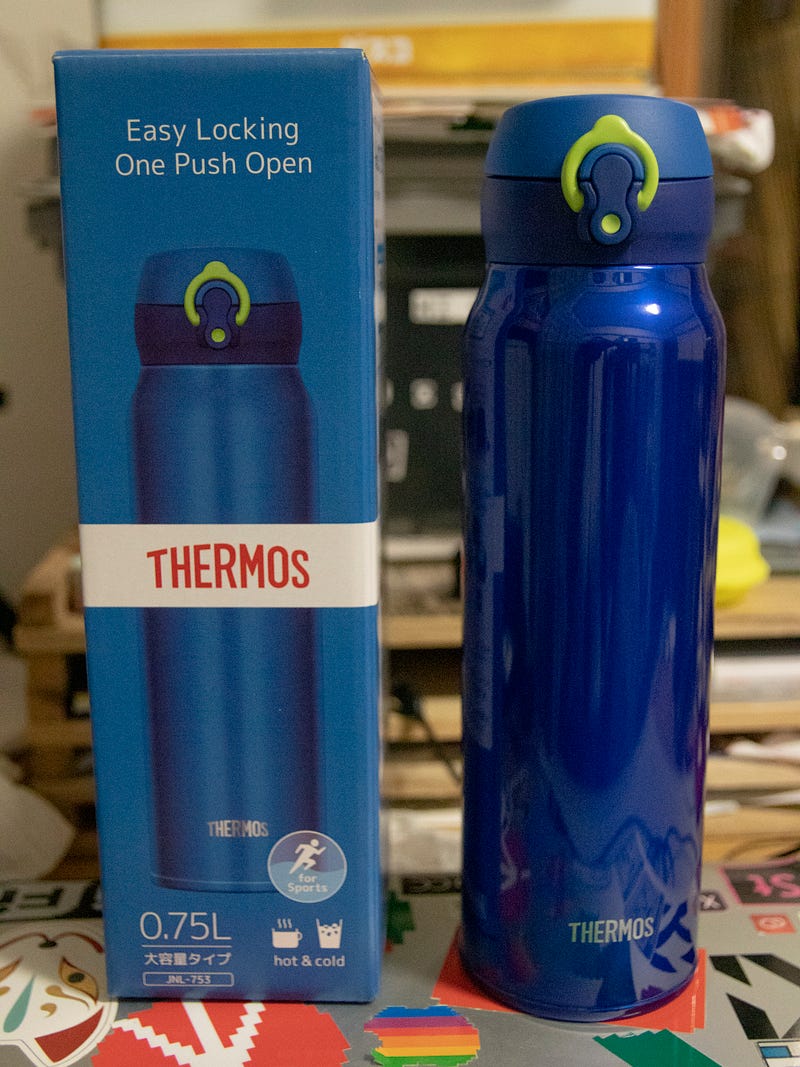 Easy Locking
One Push Open
THERMOS
THERMOS
for
Sports
0.75L
大容量タイプ
JNL-753
hot & cold
THERMOS